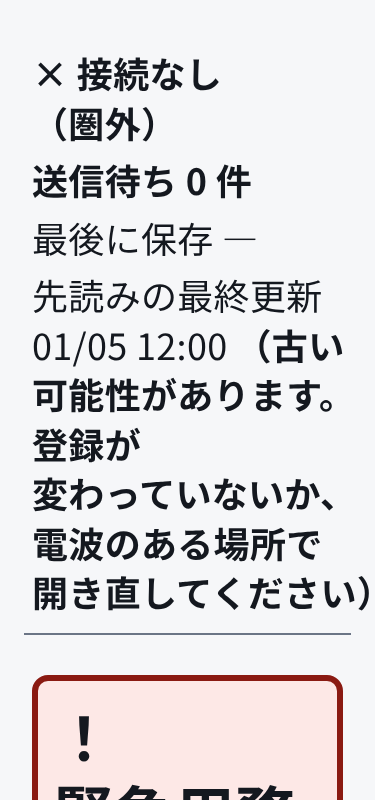 × 接続なし
（圏外）
送信待ち 0 件
最後に保存 —
先読みの最終更新
01/05 12:00 （古い
可能性があります。
登録が
変わっていないか、
電波のある場所で
開き直してください）
！